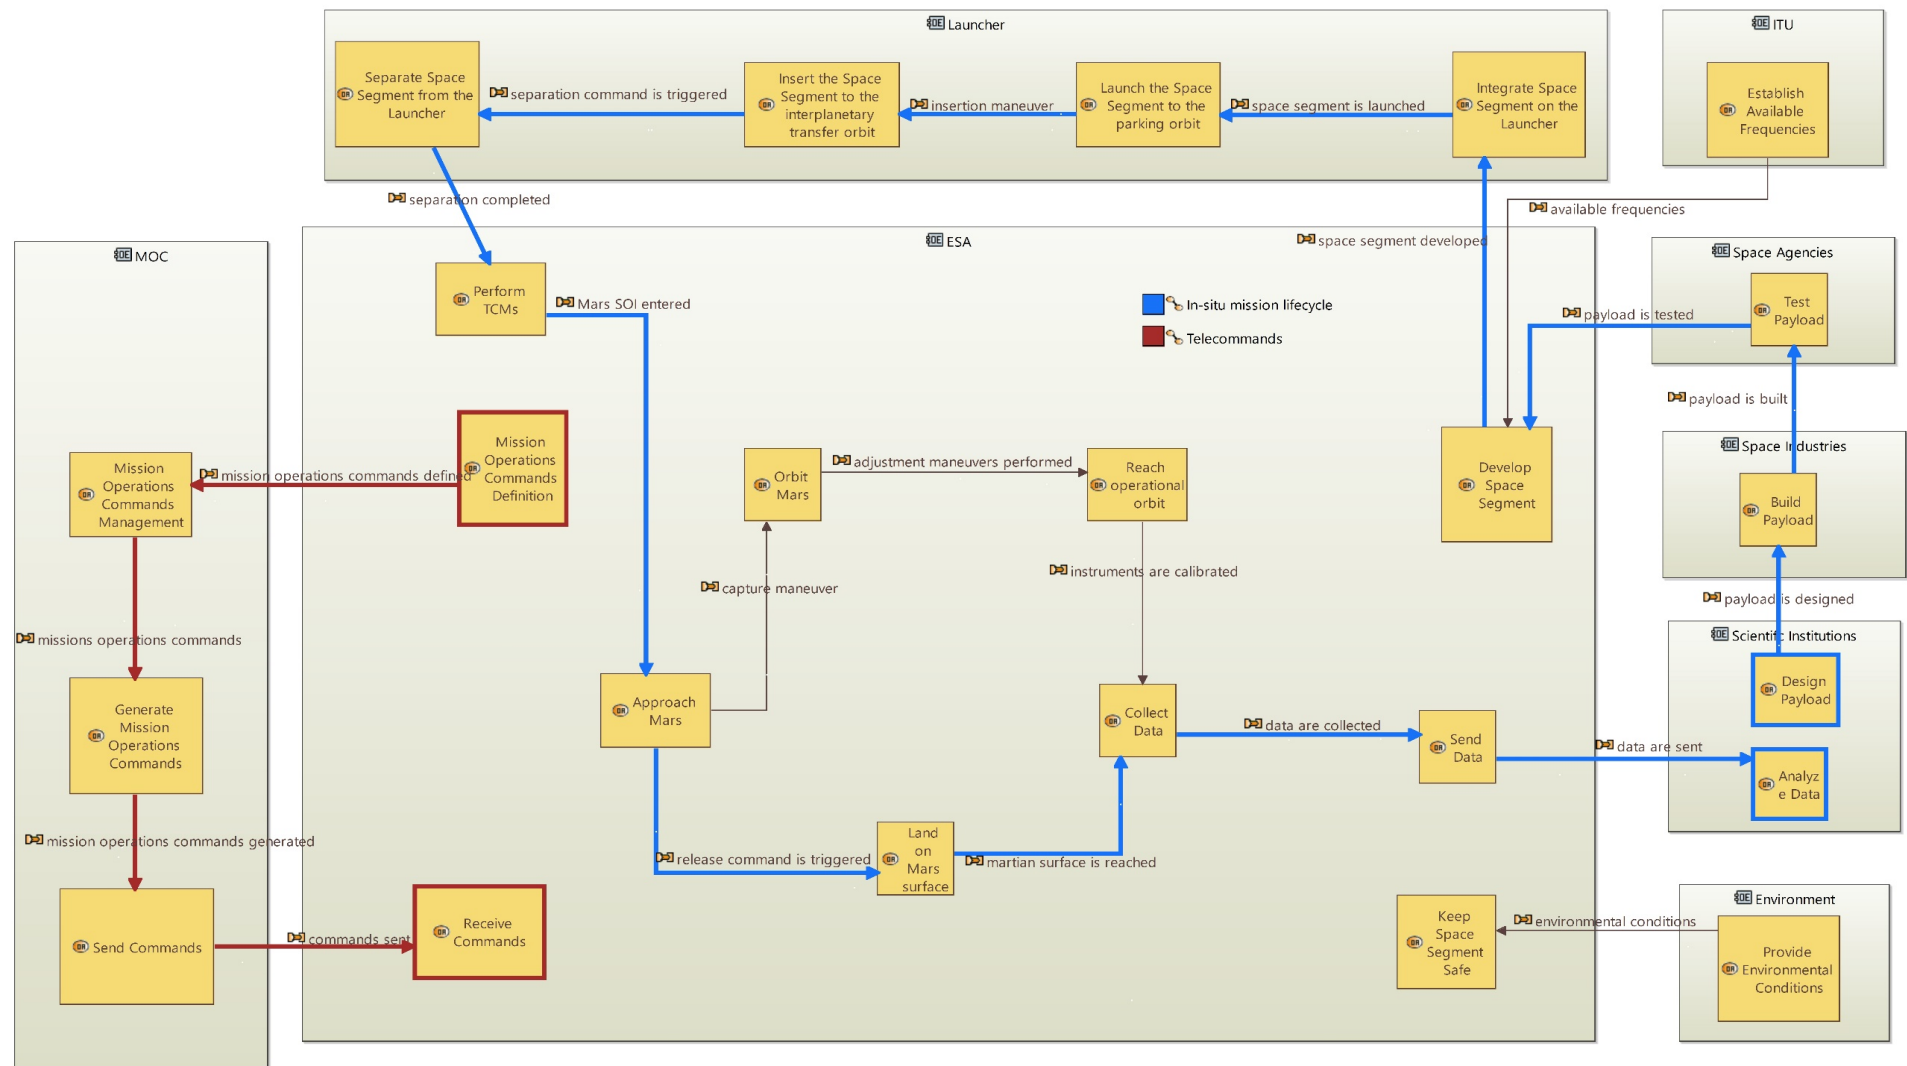 Launcher
Separate Space
Segment from the
Launcher
separation command is triggered
Insert the Space
Segment to the
interplanetary
transfer orbit
insertion maneuver
Launch the Space
Segment to the
parking orbit
space segment is launched
Integrate Space
Segment on the
Launcher
ITU
Establish
Available
Frequencies
separation completed
available frequencies
MOC
ESA
space segment developed
Space Agencies
Test
Payload
payload is tested
Perform
TCMs
Mars SOI entered
In-situ mission lifecycle
Telecommands
payload is built
Space Industries
Build
Payload
Mission
Operations
Commands
Management
mission operations commands defined
Mission
Operations
Commands
Definition
Orbit
Mars
adjustment maneuvers performed
Reach
operational
orbit
Develop
Space
Segment
capture maneuver
instruments are calibrated
payload is designed
Scientific Institutions
Design
Payload
missions operations commands
Generate
Mission
Operations
Commands
Approach
Mars
Collect
Data
data are collected
Send
Data
data are sent
Analyz
e Data
mission operations commands generated
release command is triggered
Land
on
Mars
surface
martian surface is reached
Send Commands
commands sent
Receive
Commands
Keep
Space
Segment
Safe
environmental conditions
Environment
Provide
Environmental
Conditions